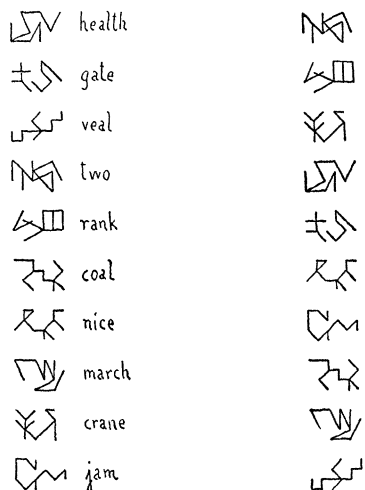 health
gate
veal
two
rank
coal
nice
march
crane
jam